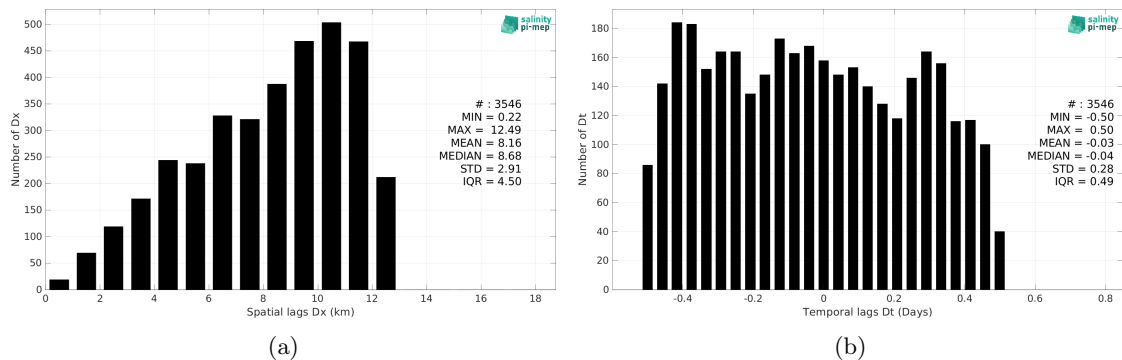 500
450
400
350
300
250
200
150
100
50
0
Number of Dx
salinity
pi-mep
# : 3546
MIN = 0.22
MAX = 12.49
MEAN = 8.16
MEDIAN = 8.68
STD = 2.91
IQR = 4.50
0 2 4 6 8 10 12 14 16 18
Spatial lags Dx (km)
(a)
180
160
140
120
100
80
60
40
20
0
Number of Dt
salinity
pi-mep
# : 3546
MIN = -0.50
MAX = 0.50
MEAN = -0.03
MEDIAN = -0.04
STD = 0.28
IQR = 0.49
-0.4 -0.2 0 0.2 0.4 0.6 0.8
Temporal lags Dt (Days)
(b)